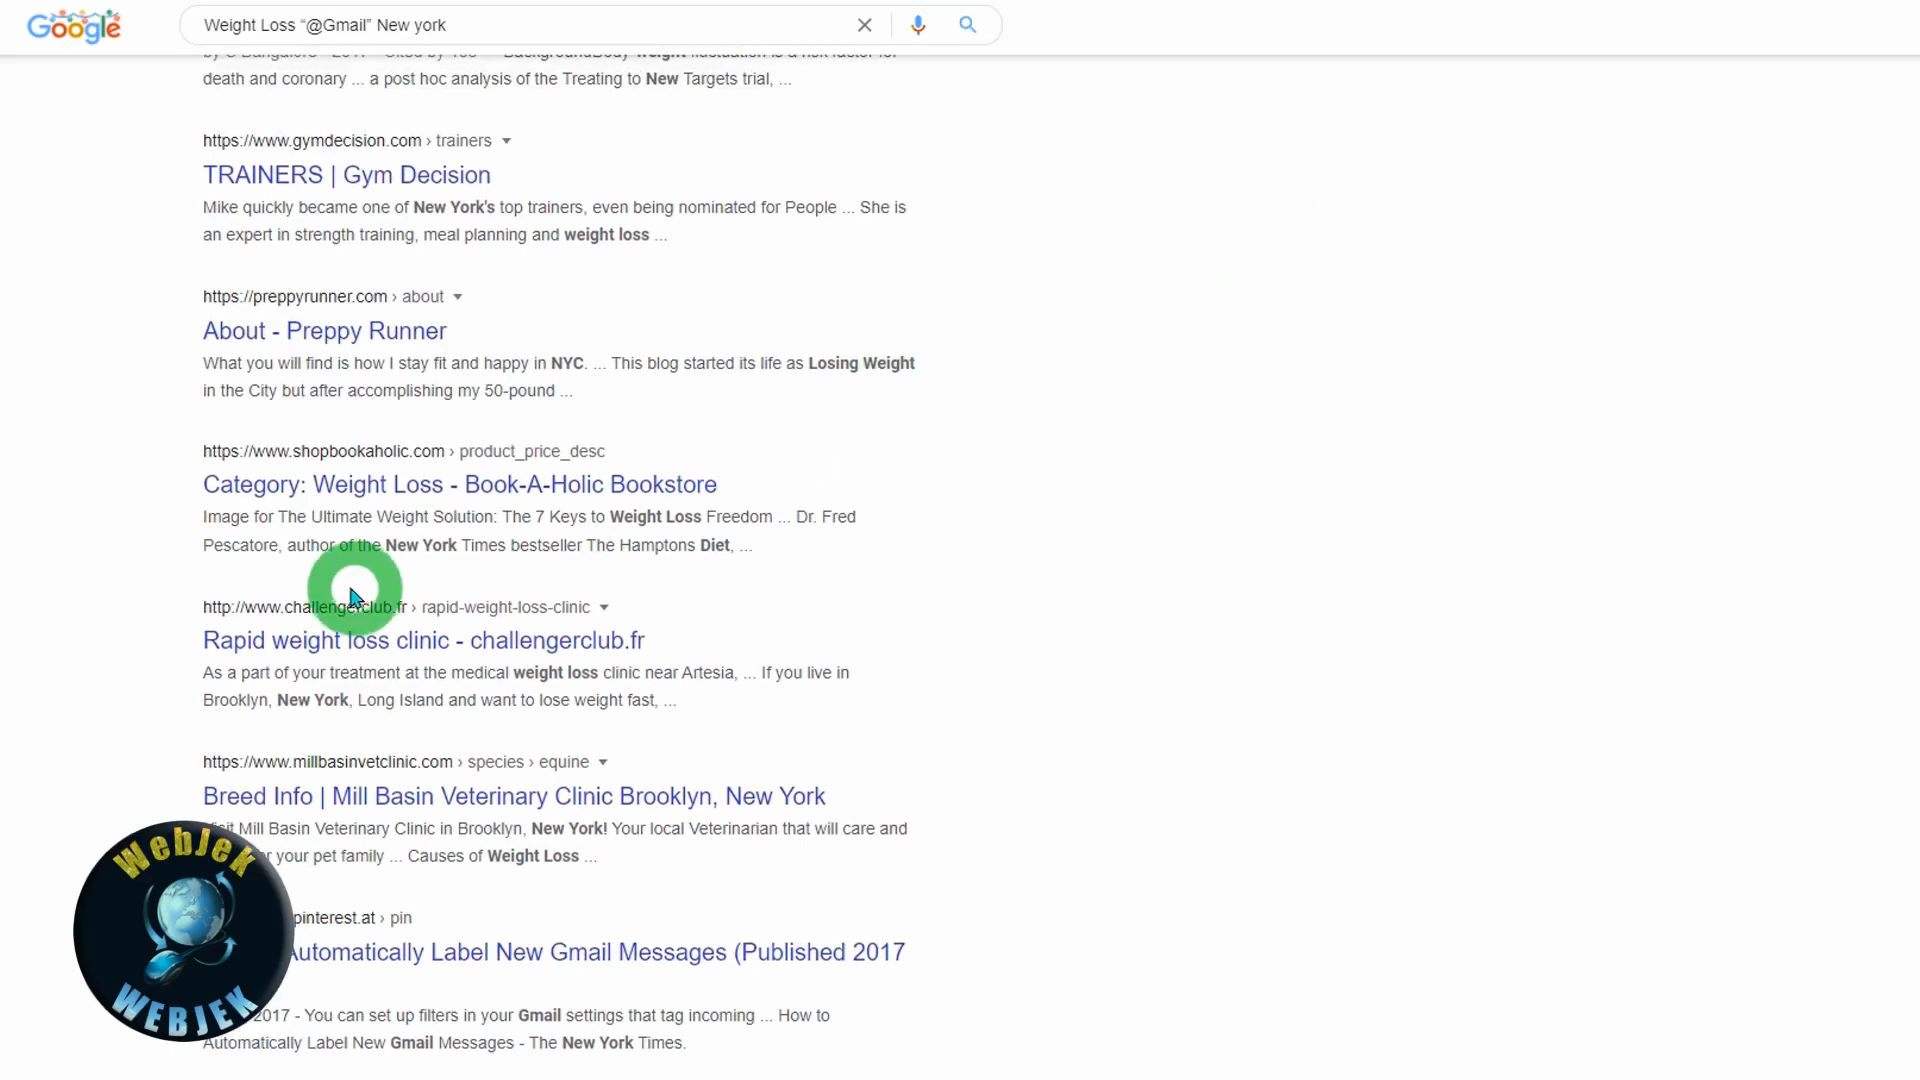 Google
Weight Loss “@Gmail” New york
death and coronary ... a post hoc analysis of the Treating to New Targets trial, ...
https://www.gymdecision.com › trainers
TRAINERS | Gym Decision
Mike quickly became one of New York's top trainers, even being nominated for People ... She is
an expert in strength training, meal planning and weight loss ...
https://preppyrunner.com › about
About - Preppy Runner
What you will find is how I stay fit and happy in NYC. ... This blog started its life as Losing Weight
in the City but after accomplishing my 50-pound ...
https://www.shopbookaholic.com › product_price_desc
Category: Weight Loss - Book-A-Holic Bookstore
Image for The Ultimate Weight Solution: The 7 Keys to Weight Loss Freedom ... Dr. Fred
Pescatore, author of the New York Times bestseller The Hamptons Diet, ...
http://www.challengerclub.fr › rapid-weight-loss-clinic
Rapid weight loss clinic - challengerclub.fr
As a part of your treatment at the medical weight loss clinic near Artesia, ... If you live in
Brooklyn, New York, Long Island and want to lose weight fast, ...
https://www.millbasinvetclinic.com › species › equine
Breed Info | Mill Basin Veterinary Clinic Brooklyn, New York
Mill Basin Veterinary Clinic in Brooklyn, New York! Your local Veterinarian that will care and
your pet family ... Causes of Weight Loss ...
pinterest.at › pin
Automatically Label New Gmail Messages (Published 2017
2017 - You can set up filters in your Gmail settings that tag incoming ... How to
Automatically Label New Gmail Messages - The New York Times.
WebJek
WEBJEK